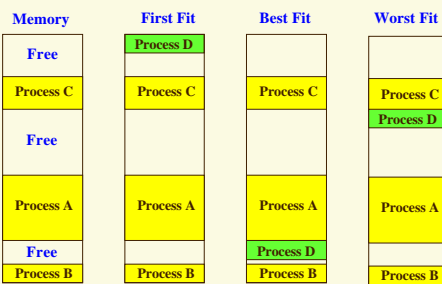 Memory
Free
Process C
Free
Process A
Free
Process B
First Fit
Process D
Process C
Process A
Process B
Best Fit
Process C
Process A
Process D
Process B
Worst Fit
Process C
Process D
Process A
Process B